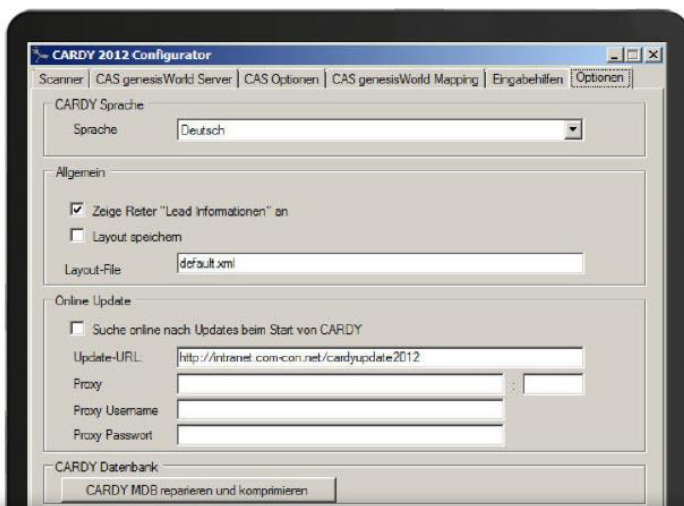 CARDY 2012 Configurator
Scanner CAS genesisWorld Server CAS Optionen CAS genesisWorld Mapping Eingabehilfen Optionen
CARDY Sprache
Sprache Deutsch
Allgemein
Zeige Reiter "Lead Informationen" an
Layout speichern
Layout-File default.xml
Online Update
Suche online nach Updates beim Start von CARDY
Update-URL: http://intranet.com-con.net/cardyupdate2012
Proxy :
Proxy Username
Proxy Passwort
CARDY Datenbank
CARDY MDB reparieren und komprimieren